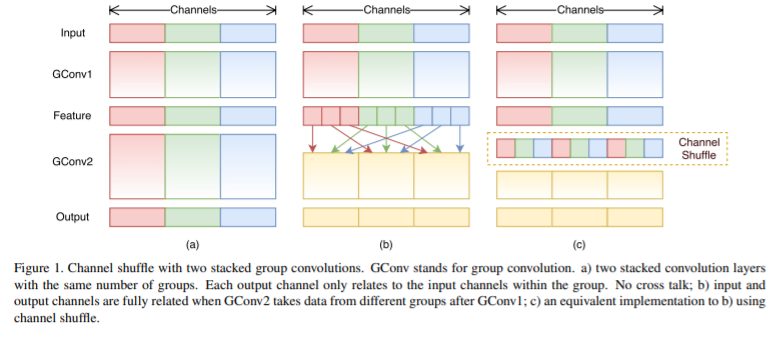 Channels Channels Channels
Input
GConv1
Feature
GConv2
Channel
Shuffle
Output
(a) (b) (c)
Figure 1. Channel shuffle with two stacked group convolutions. GConv stands for group convolution. a) two stacked convolution layers
with the same number of groups. Each output channel only relates to the input channels within the group. No cross talk; b) input and
output channels are fully related when GConv2 takes data from different groups after GConv1; c) an equivalent implementation to b) using
channel shuffle.